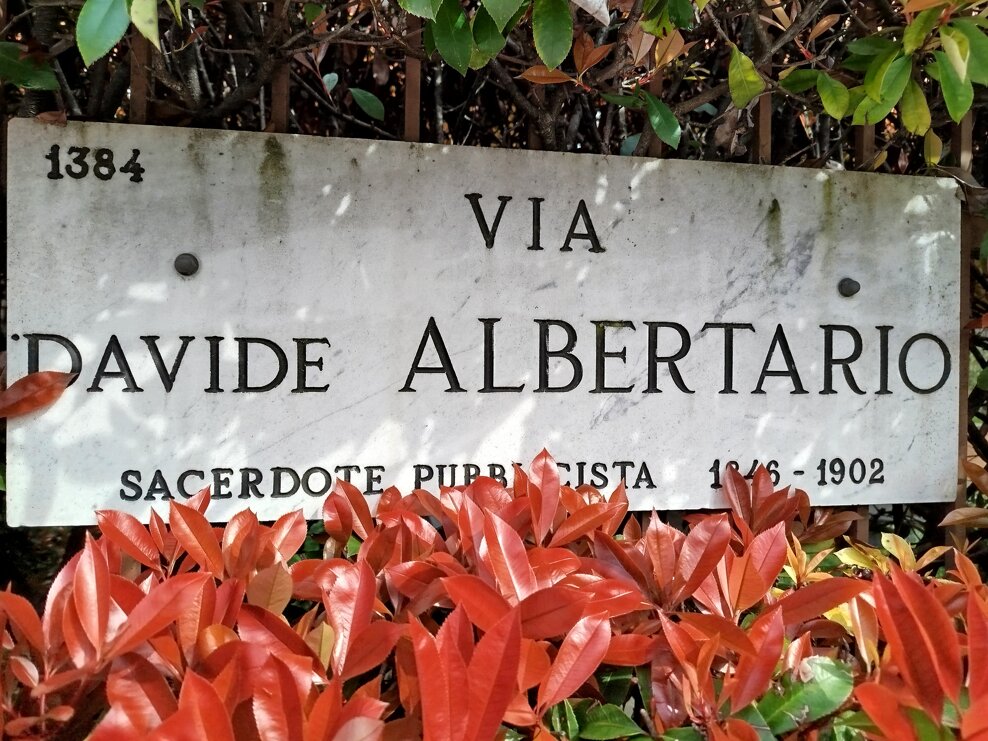 1384
VIA
DAVIDE ALBERTARIO
SACERDOTE PUBBLICISTA 1846 - 1902